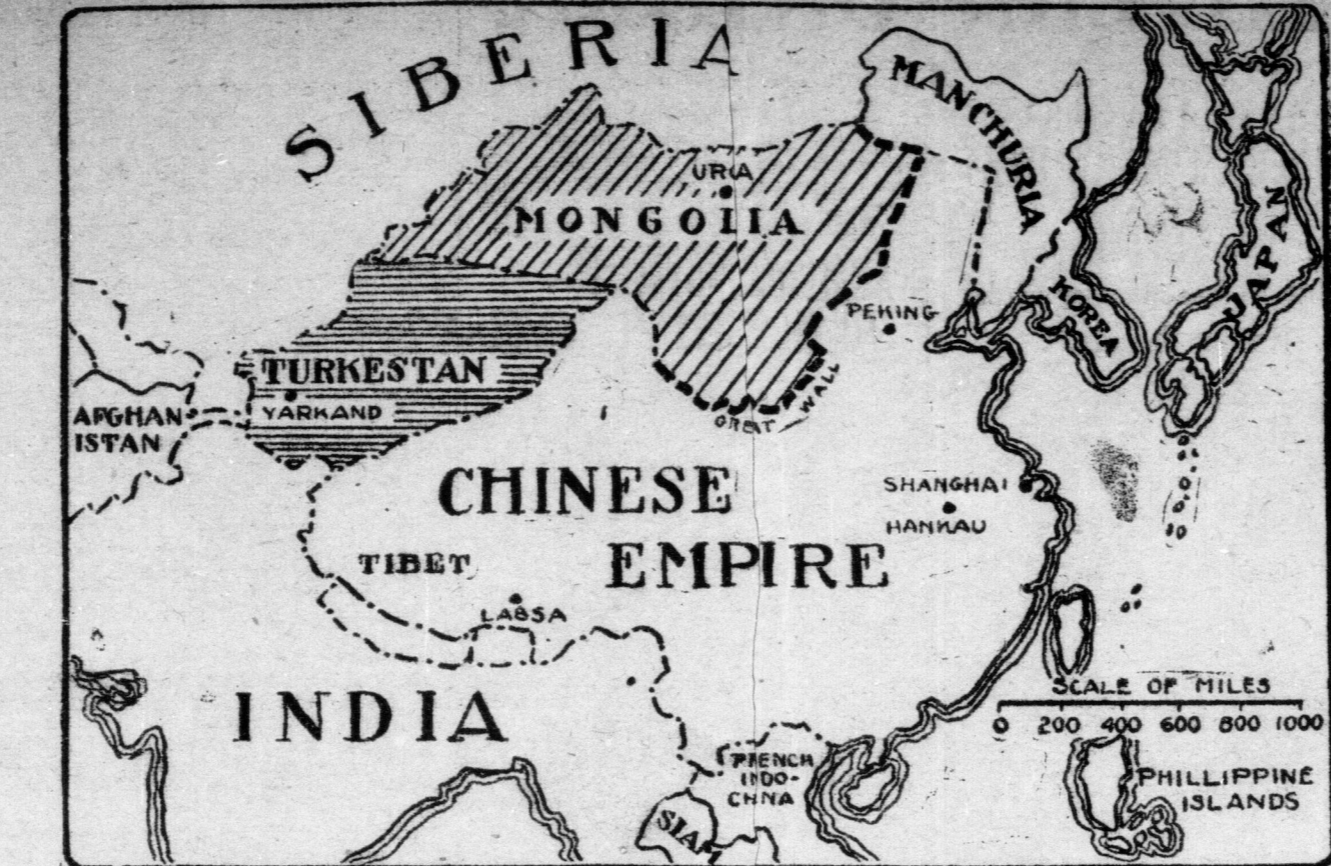 SIBERIA
MANCHURIA
URGA
MONGOLIA
JAPAN
KOREA
PEKING
TURKESTAN
YARKAND
AFGHAN-
ISTAN
GREAT WALL
CHINESE
EMPIRE
SHANGHAI
HANKAU
TIBET
LABSA
INDIA
SCALE OF MILES
0 200 400 600 800 1000
FRENCH
INDO-
CHNA
SIAM
PHILLIPPINE
ISLANDS